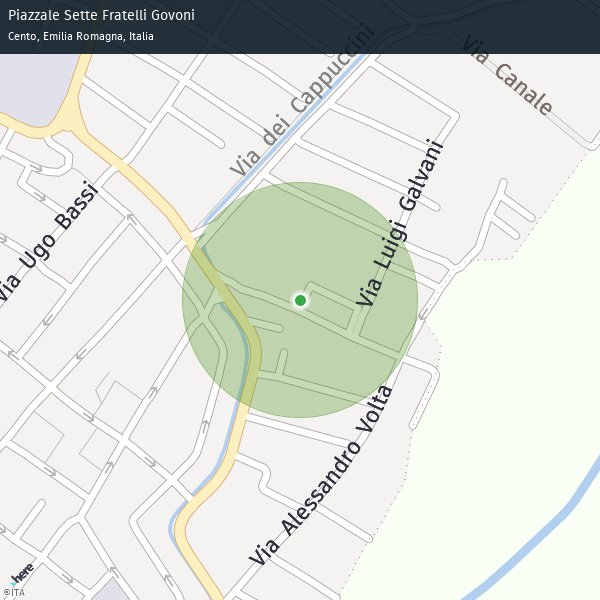 Piazzale Sette Fratelli Govoni
Cento, Emilia Romagna, Italia
Via Canale
Via dei Cappuccini
Via Luigi Galvani
Via Ugo Bassi
Via Alessandro Volta
here
©ITA